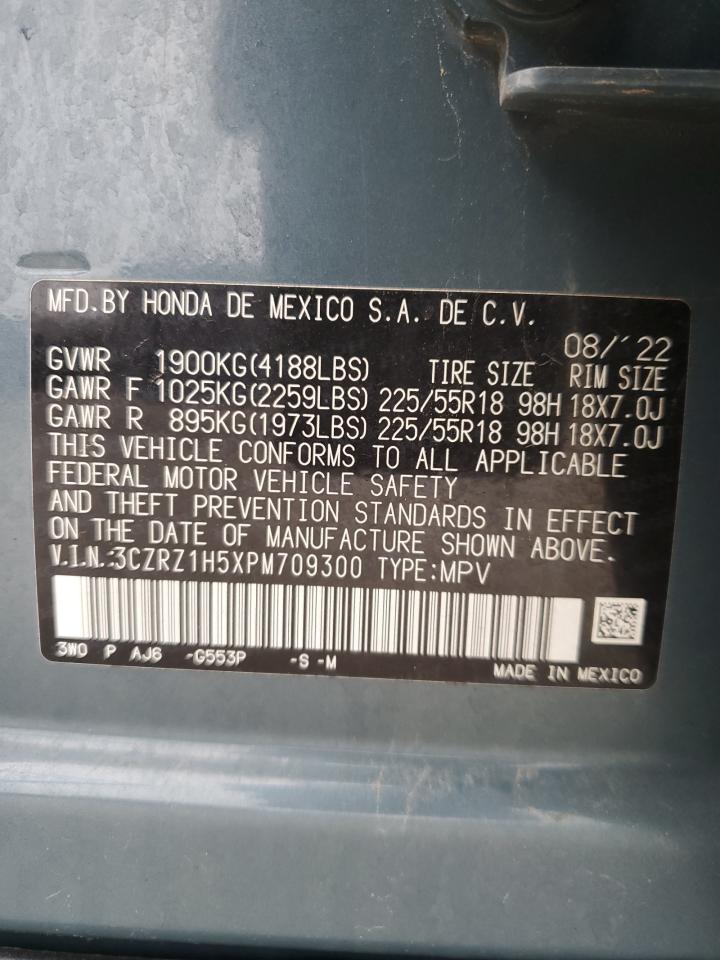 MFD.BY HONDA DE MEXICO S.A. DE C.V.
08/´22
GVWR 1900KG(4188LBS) TIRE SIZE RIM SIZE
GAWR F 1025KG(2259LBS) 225/55R18 98H 18X7.0J
GAWR R 895KG(1973LBS) 225/55R18 98H 18X7.0J
THIS VEHICLE CONFORMS TO ALL APPLICABLE
FEDERAL MOTOR VEHICLE SAFETY
AND THEFT PREVENTION STANDARDS IN EFFECT
ON THE DATE OF MANUFACTURE SHOWN ABOVE.
V.I.N.:3CZRZ1H5XPM709300 TYPE:MPV
3W0 P AJ6 -G553P -S -M
MADE IN MEXICO